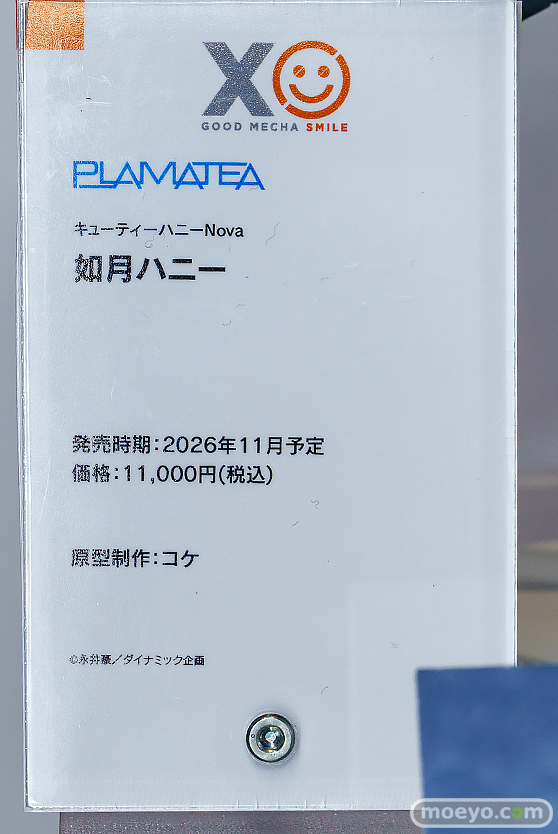 XO
GOOD MECHA SMILE
PLAMATEA
キューティーハニーNova
如月ハニー
発売時期：2026年11月予定
価格：11,000円(税込)
原型制作：コケ
©永井豪／ダイナミック企画
moeyo.com